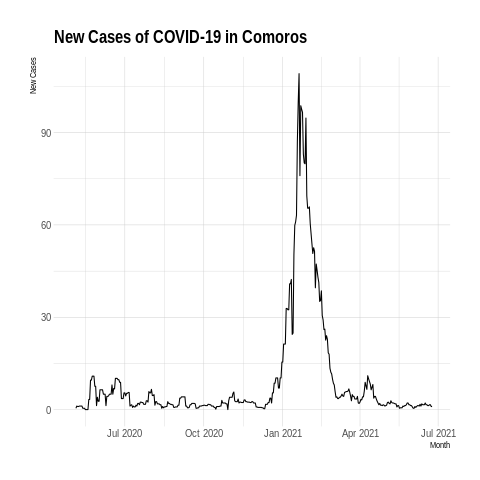 New Cases of COVID-19 in Comoros
New Cases
90
60
30
0
Jul 2020 Oct 2020 Jan 2021 Apr 2021 Jul 2021
Month